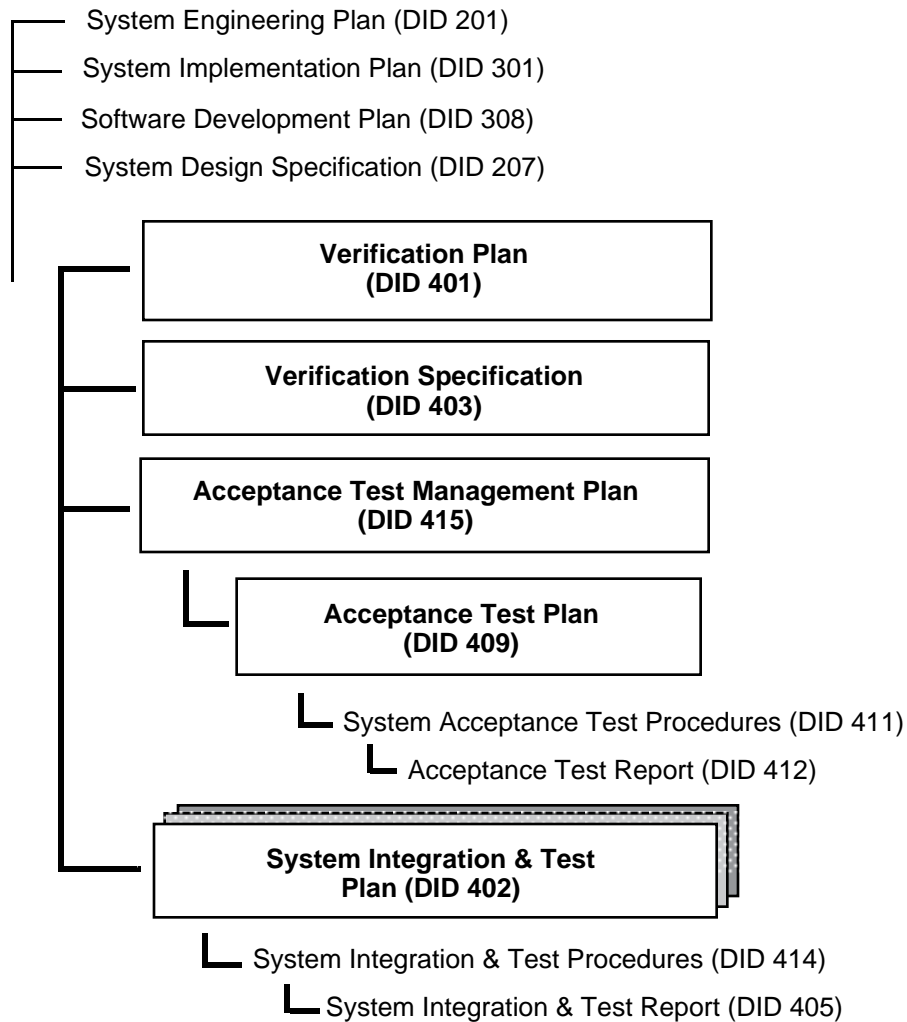 System Engineering Plan (DID 201)
System Implementation Plan (DID 301)
Software Development Plan (DID 308)
System Design Specification (DID 207)
Verification Plan
(DID 401)
Verification Specification
(DID 403)
Acceptance Test Management Plan
(DID 415)
Acceptance Test Plan
(DID 409)
System Acceptance Test Procedures (DID 411)
Acceptance Test Report (DID 412)
System Integration & Test
Plan (DID 402)
System Integration & Test Procedures (DID 414)
System Integration & Test Report (DID 405)